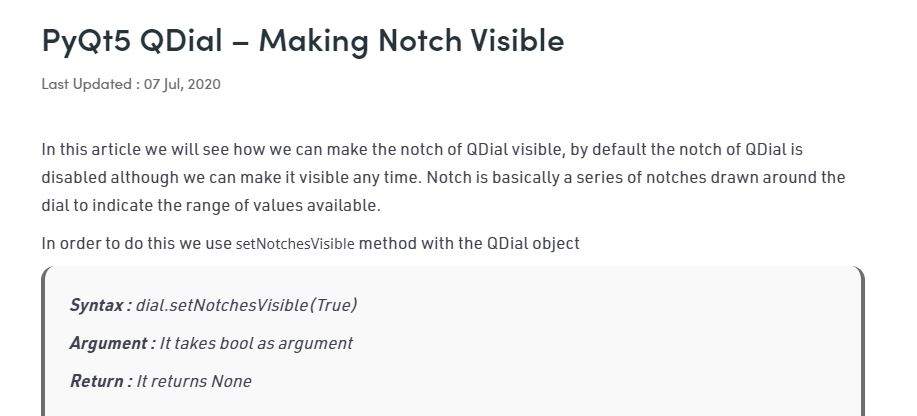 PyQt5 QDial – Making Notch Visible
Last Updated : 07 Jul, 2020
In this article we will see how we can make the notch of QDial visible, by default the notch of QDial is
disabled although we can make it visible any time. Notch is basically a series of notches drawn around the
dial to indicate the range of values available.
In order to do this we use setNotchesVisible method with the QDial object
Syntax : dial.setNotchesVisible(True)
Argument : It takes bool as argument
Return : It returns None